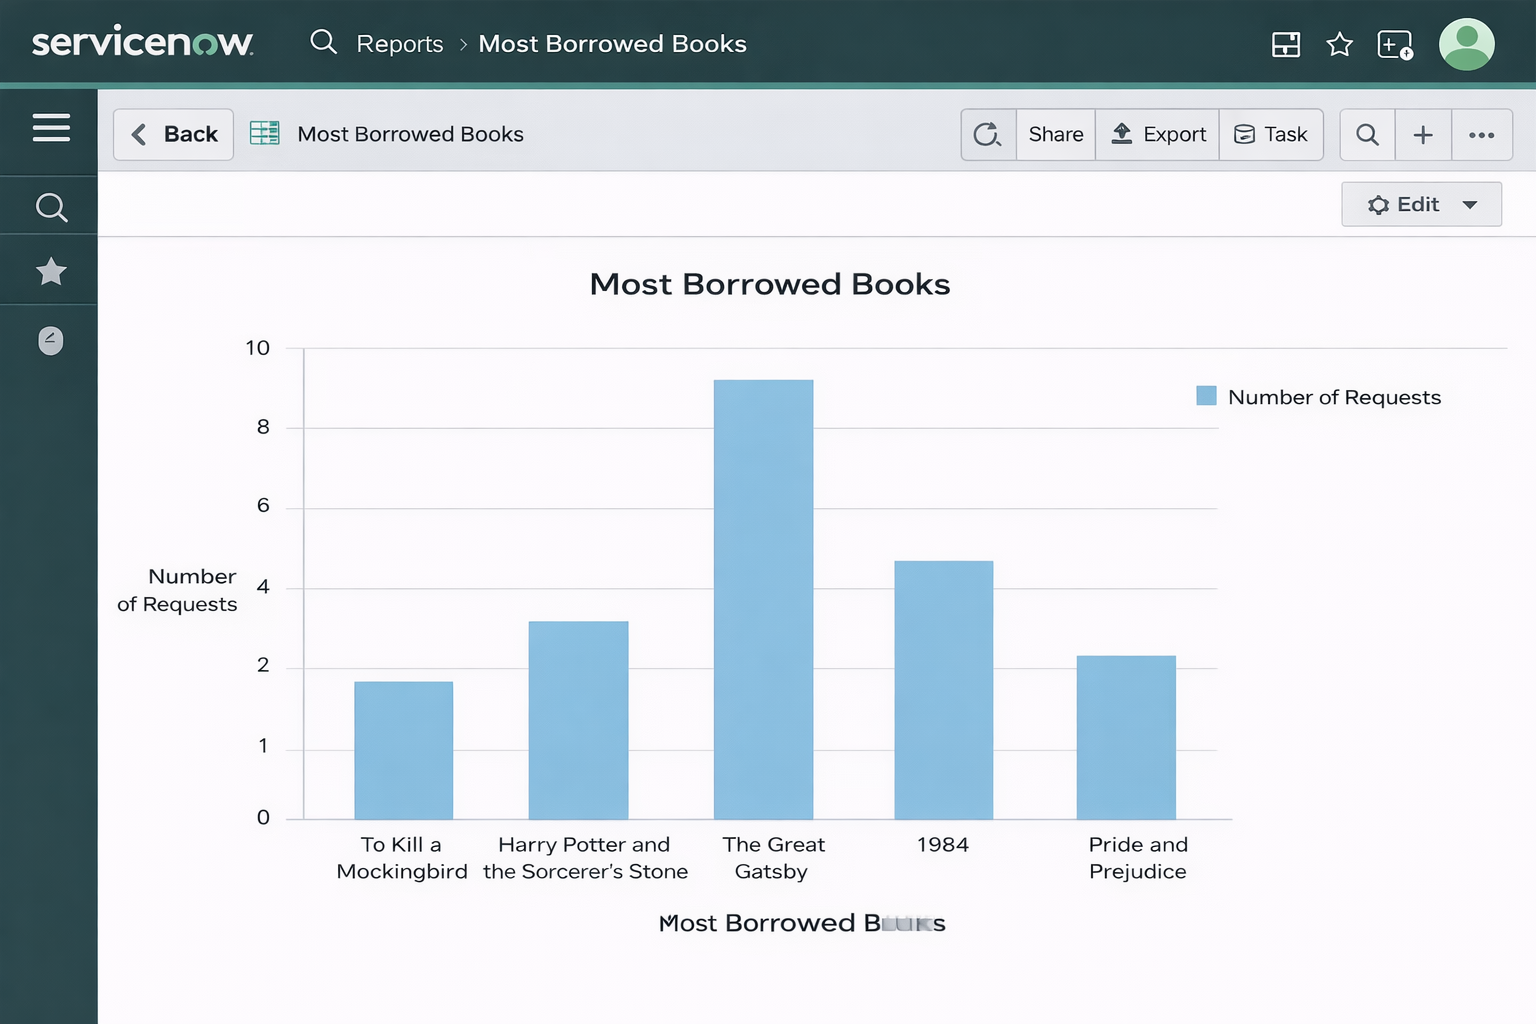 servicenow.
Reports > Most Borrowed Books
Back
Most Borrowed Books
Share
Export
Task
Edit
Most Borrowed Books
10
8
6
4
2
1
0
Number
of Requests
Number of Requests
To Kill a
Mockingbird
Harry Potter and
the Sorcerer's Stone
The Great
Gatsby
1984
Pride and
Prejudice
Most Borrowed